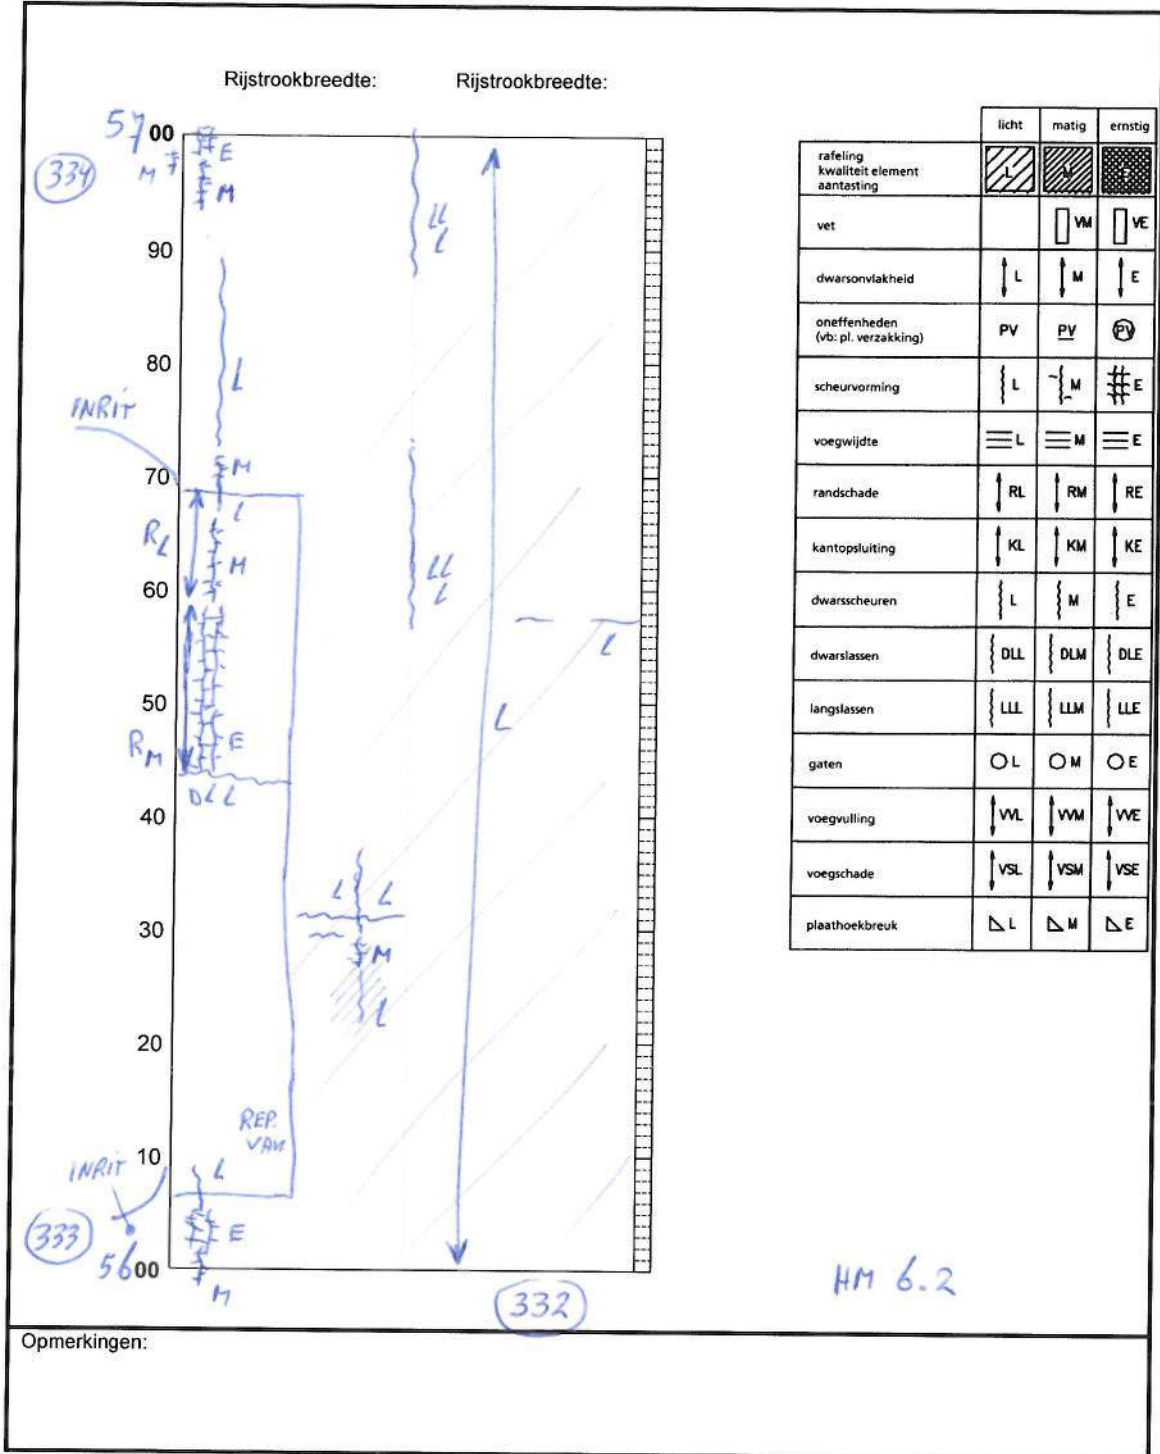 Rijstrookbreedte: Rijstrookbreedte:
5700
334
M
E
M
LL
L
90
80
L
INRIT
M
70
L
RL
M
60
LL
L
L
50
L
RM
E
DLL
40
L L
30
M
L
20
REP.
VAK
10
INRIT
L
333
E
5600
M
332
HM 6.2
licht matig ernstig
rafeling
kwaliteit element
aantasting
L M E
vet VM VE
dwarsonvlakheid L M E
oneffenheden
(vb: pl. verzakking)
PV PV PV
scheurvorming L M E
voegwijdte L M E
randschade RL RM RE
kantopsluiting KL KM KE
dwarsscheuren L M E
dwarslassen DLL DLM DLE
langslassen LLL LLM LLE
gaten L M E
voegvulling VVL VVM VVE
voegschade VSL VSM VSE
plaathoekbreuk L M E
Opmerkingen: